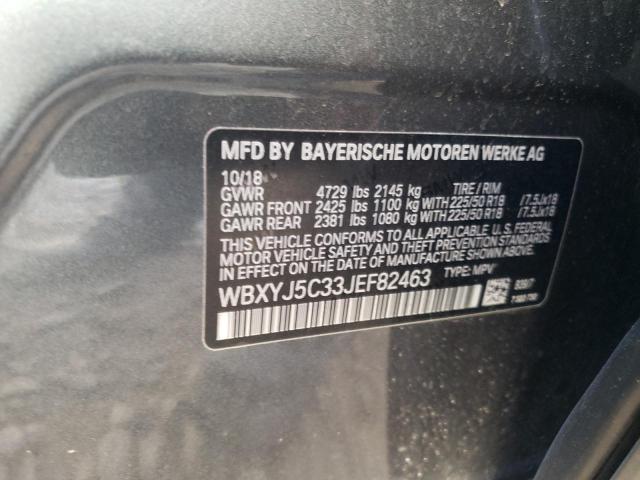 MFD BY BAYERISCHE MOTOREN WERKE AG
10/18
GVWR 4729 lbs 2145 kg TIRE / RIM
GAWR FRONT 2425 lbs 1100 kg WITH 225/50 R18 / 7.5Jx18
GAWR REAR 2381 lbs 1080 kg WITH 225/50 R18 / 7.5Jx18
THIS VEHICLE CONFORMS TO ALL APPLICABLE U.S. FEDERAL
MOTOR VEHICLE SAFETY STANDARDS IN EFFECT ON THE
DATE OF MANUFACTURE SHOWN ABOVE.
WBXYJ5C33JEF82463 TYPE: MPV